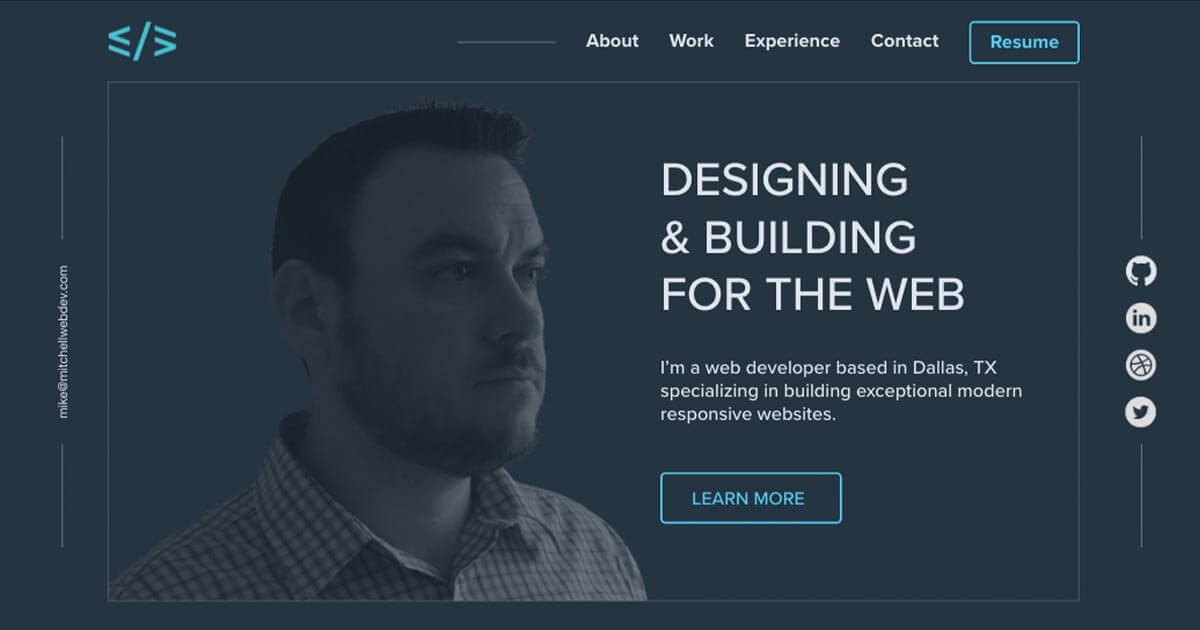 </>
About
Work
Experience
Contact
Resume
mike@mitchellwebdev.com
DESIGNING
& BUILDING
FOR THE WEB
I'm a web developer based in Dallas, TX
specializing in building exceptional modern
responsive websites.
LEARN MORE
in